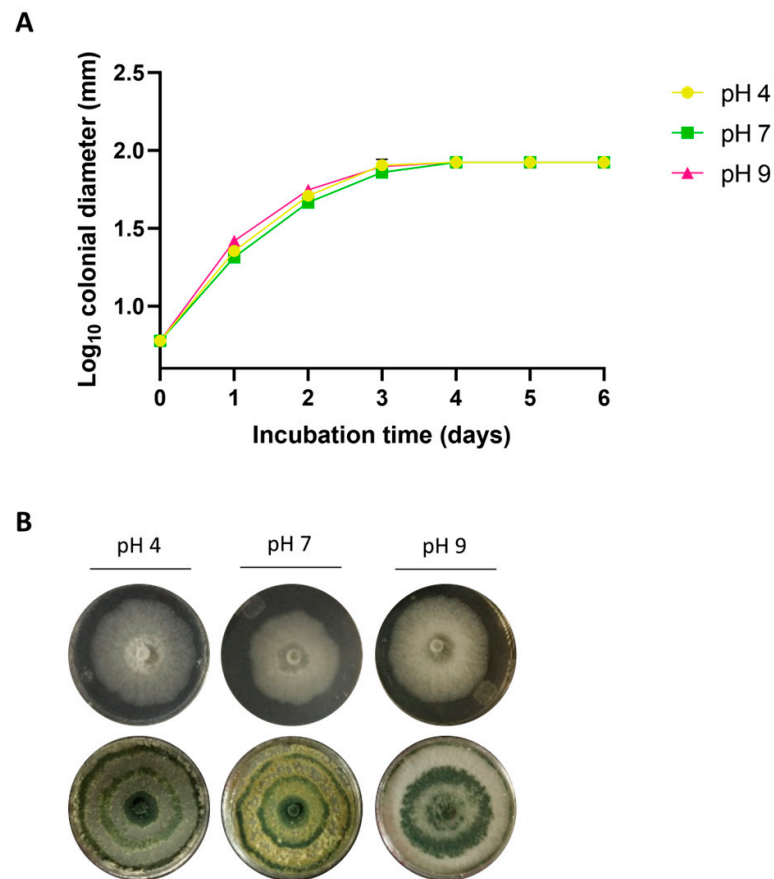 A
Log₁₀ colonial diameter (mm)
2.5
2.0
1.5
1.0
0 1 2 3 4 5 6
Incubation time (days)
pH 4
pH 7
pH 9
B
pH 4 pH 7 pH 9